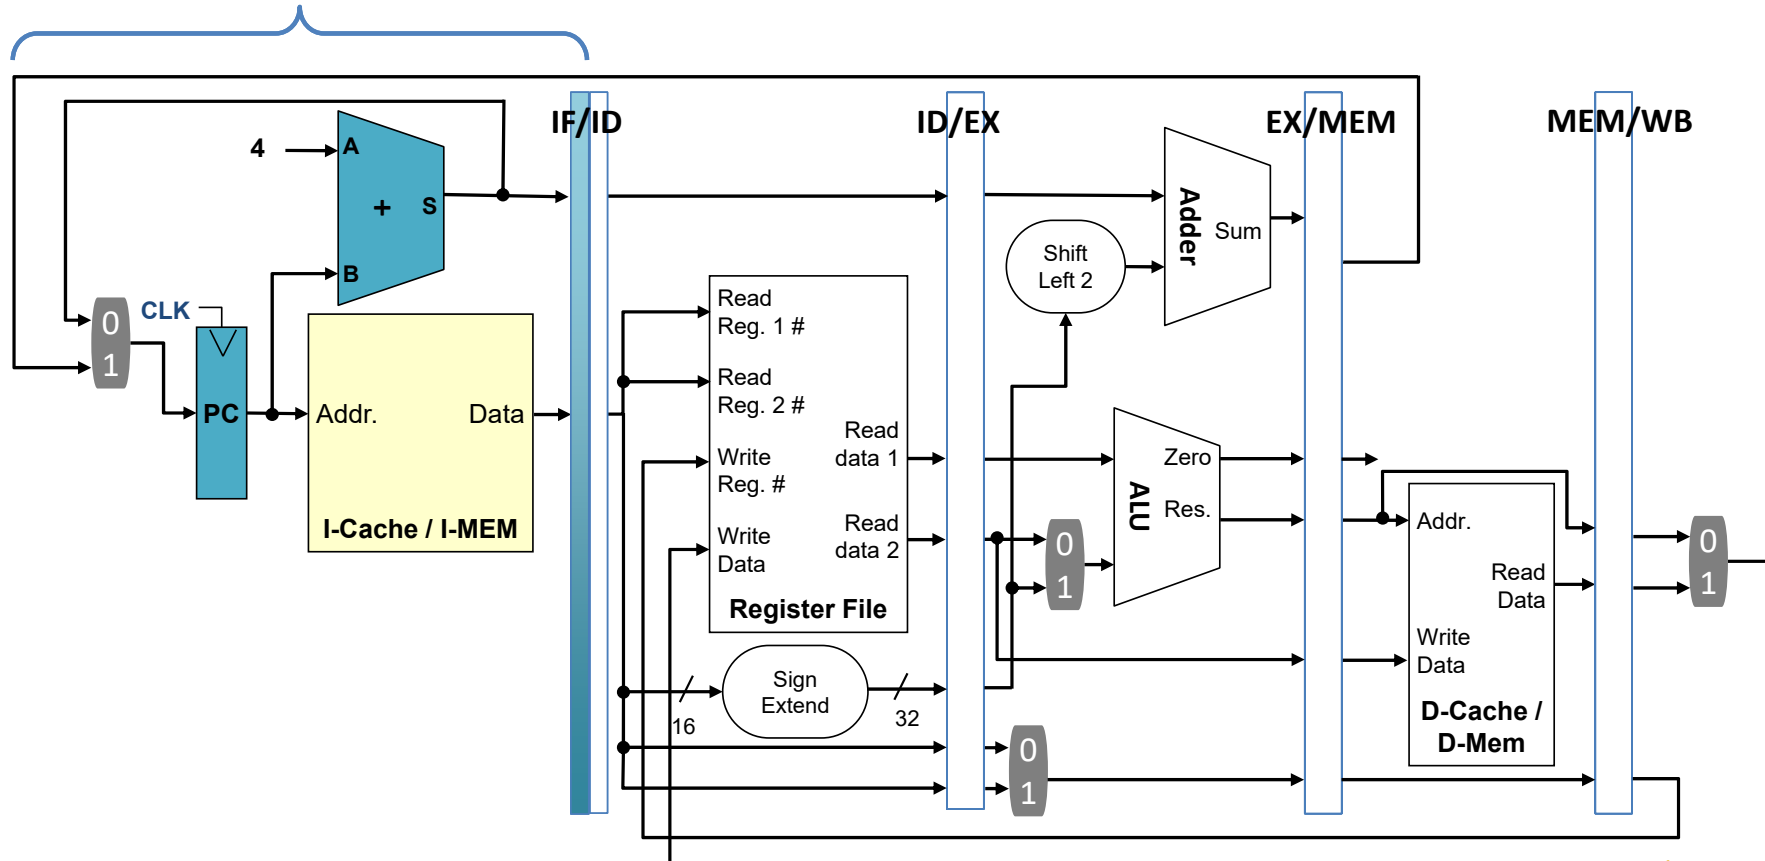 IF/ID
ID/EX
EX/MEM
MEM/WB
4
A
+
S
B
0
1
CLK
PC
Addr.
Data
I-Cache / I-MEM
Read
Reg. 1 #
Read
Reg. 2 #
Write
Reg. #
Write
Data
Read
data 1
Read
data 2
Register File
Sign
Extend
16
32
Shift
Left 2
Adder
Sum
ALU
Zero
Res.
0
1
0
1
Addr.
Read
Data
Write
Data
D-Cache /
D-Mem
0
1